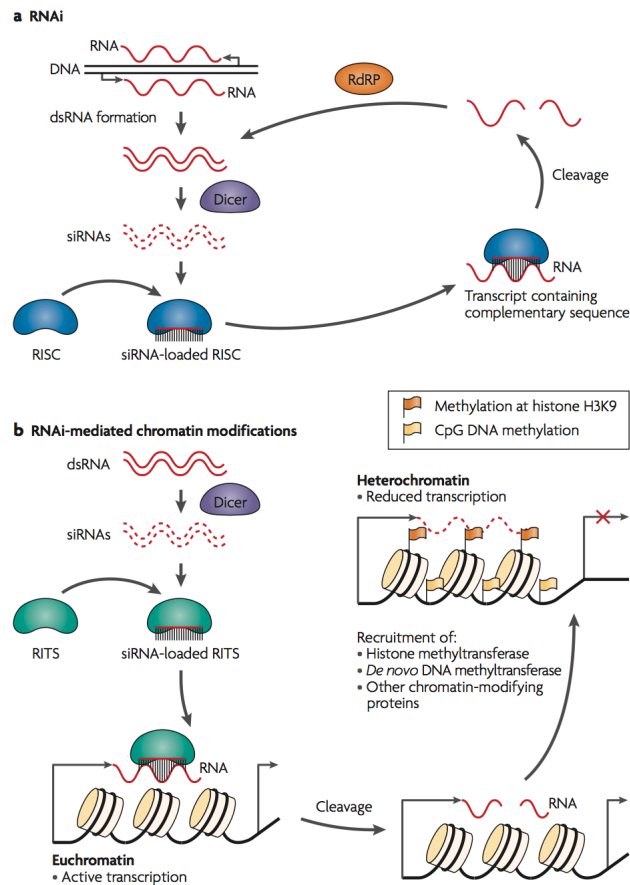 a RNAi
RNA
DNA
RNA
dsRNA formation
RdRP
Cleavage
Dicer
siRNAs
RNA
Transcript containing
complementary sequence
RISC
siRNA-loaded RISC
Methylation at histone H3K9
CpG DNA methylation
b RNAi-mediated chromatin modifications
dsRNA
Dicer
siRNAs
Heterochromatin
• Reduced transcription
RITS
siRNA-loaded RITS
Recruitment of:
• Histone methyltransferase
• De novo DNA methyltransferase
• Other chromatin-modifying
proteins
RNA
Cleavage
RNA
Euchromatin
• Active transcription